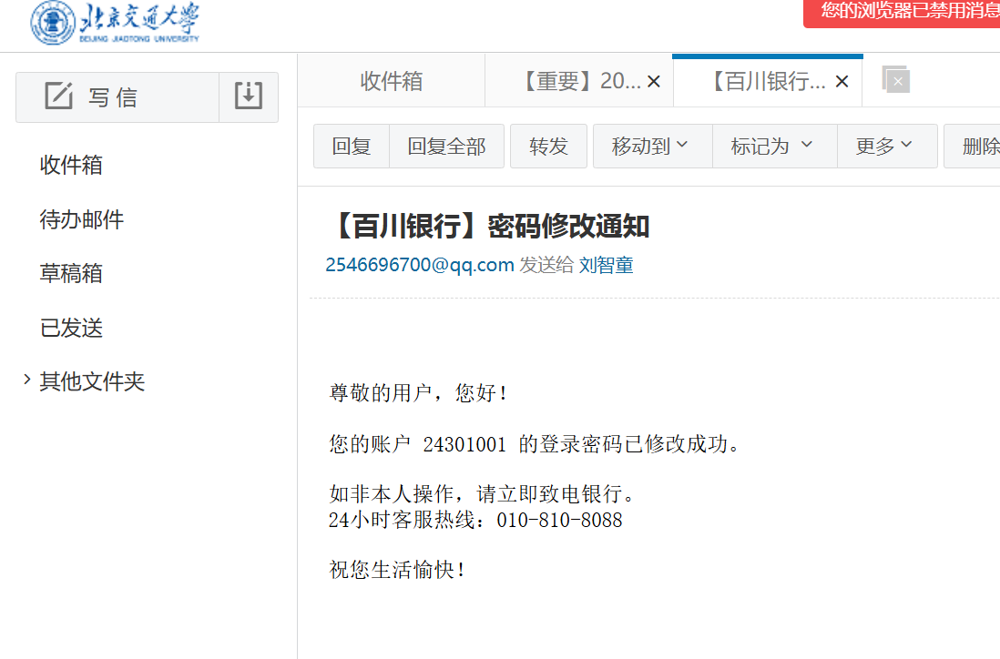 北京交通大学
BEIJING JIAOTONG UNIVERSITY
您的浏览器已禁用消息
写信
收件箱
【重要】20...
【百川银行...
回复
回复全部
转发
移动到
标记为
更多
删除
收件箱
待办邮件
草稿箱
已发送
其他文件夹
【百川银行】密码修改通知
2546696700@qq.com 发送给 刘智童
尊敬的用户，您好！
您的账户 24301001 的登录密码已修改成功。
如非本人操作，请立即致电银行。
24小时客服热线：010-810-8088
祝您生活愉快！